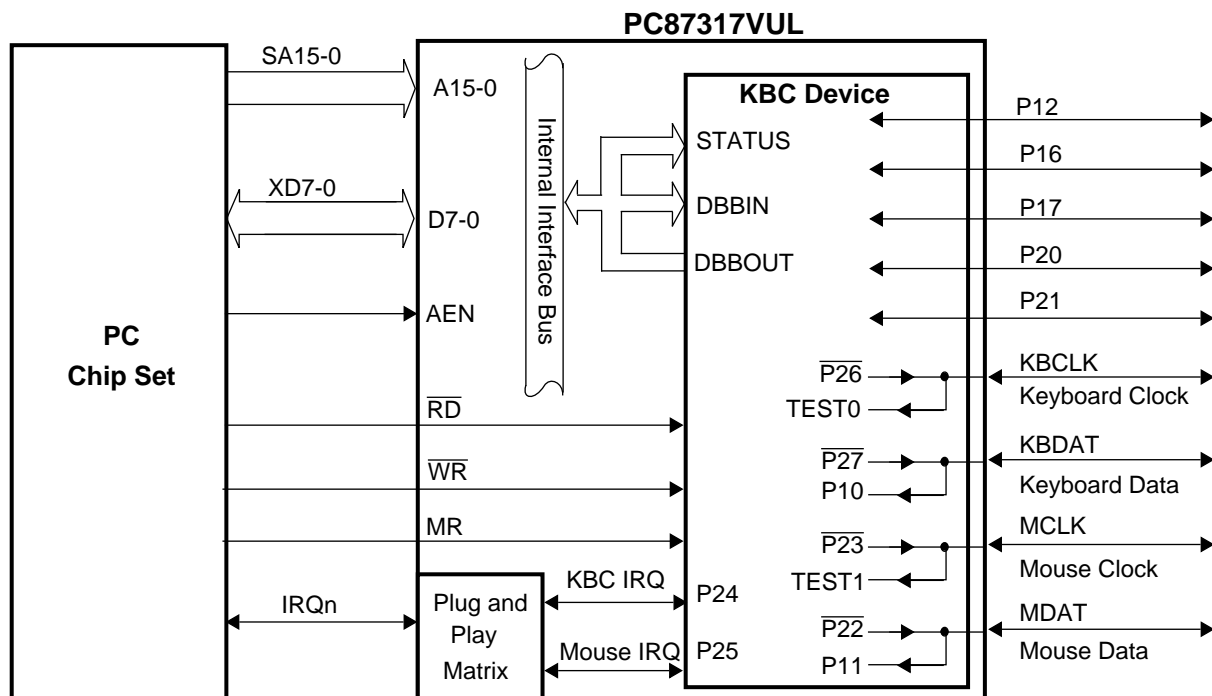 PC87317VUL
PC
Chip Set
SA15-0
XD7-0
IRQn
A15-0
D7-0
AEN
RD
WR
MR
Internal Interface Bus
Plug and
Play
Matrix
KBC IRQ
Mouse IRQ
KBC Device
STATUS
DBBIN
DBBOUT
P24
P25
P26
TEST0
P27
P10
P23
TEST1
P22
P11
P12
P16
P17
P20
P21
KBCLK
Keyboard Clock
KBDAT
Keyboard Data
MCLK
Mouse Clock
MDAT
Mouse Data